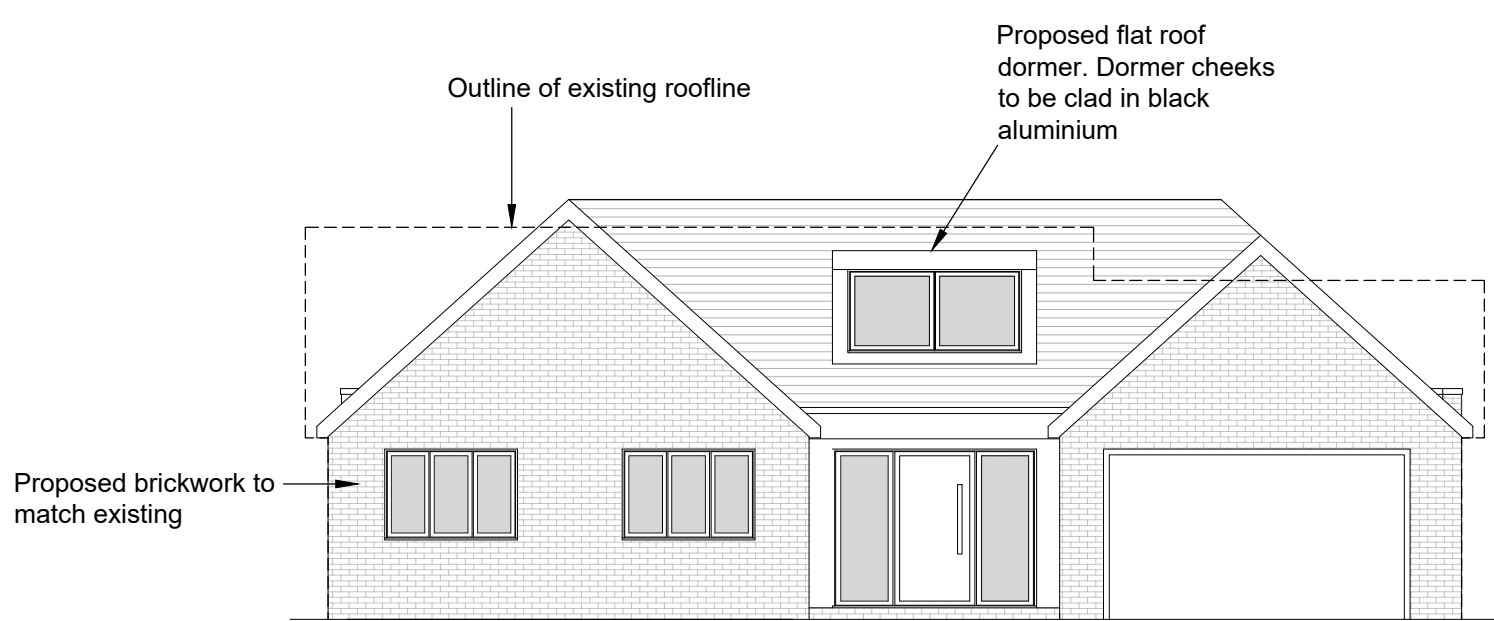 Proposed flat roof
dormer. Dormer cheeks
to be clad in black
aluminium
Outline of existing roofline
Proposed brickwork to
match existing